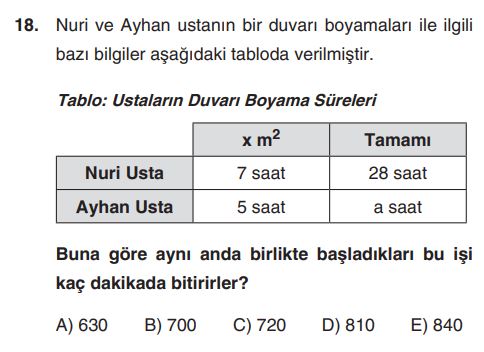 18. Nuri ve Ayhan ustanın bir duvarı boyamaları ile ilgili
bazı bilgiler aşağıdaki tabloda verilmiştir.
Tablo: Ustaların Duvarı Boyama Süreleri
x m² Tamamı
Nuri Usta 7 saat 28 saat
Ayhan Usta 5 saat a saat
Buna göre aynı anda birlikte başladıkları bu işi
kaç dakikada bitirirler?
A) 630 B) 700 C) 720 D) 810 E) 840